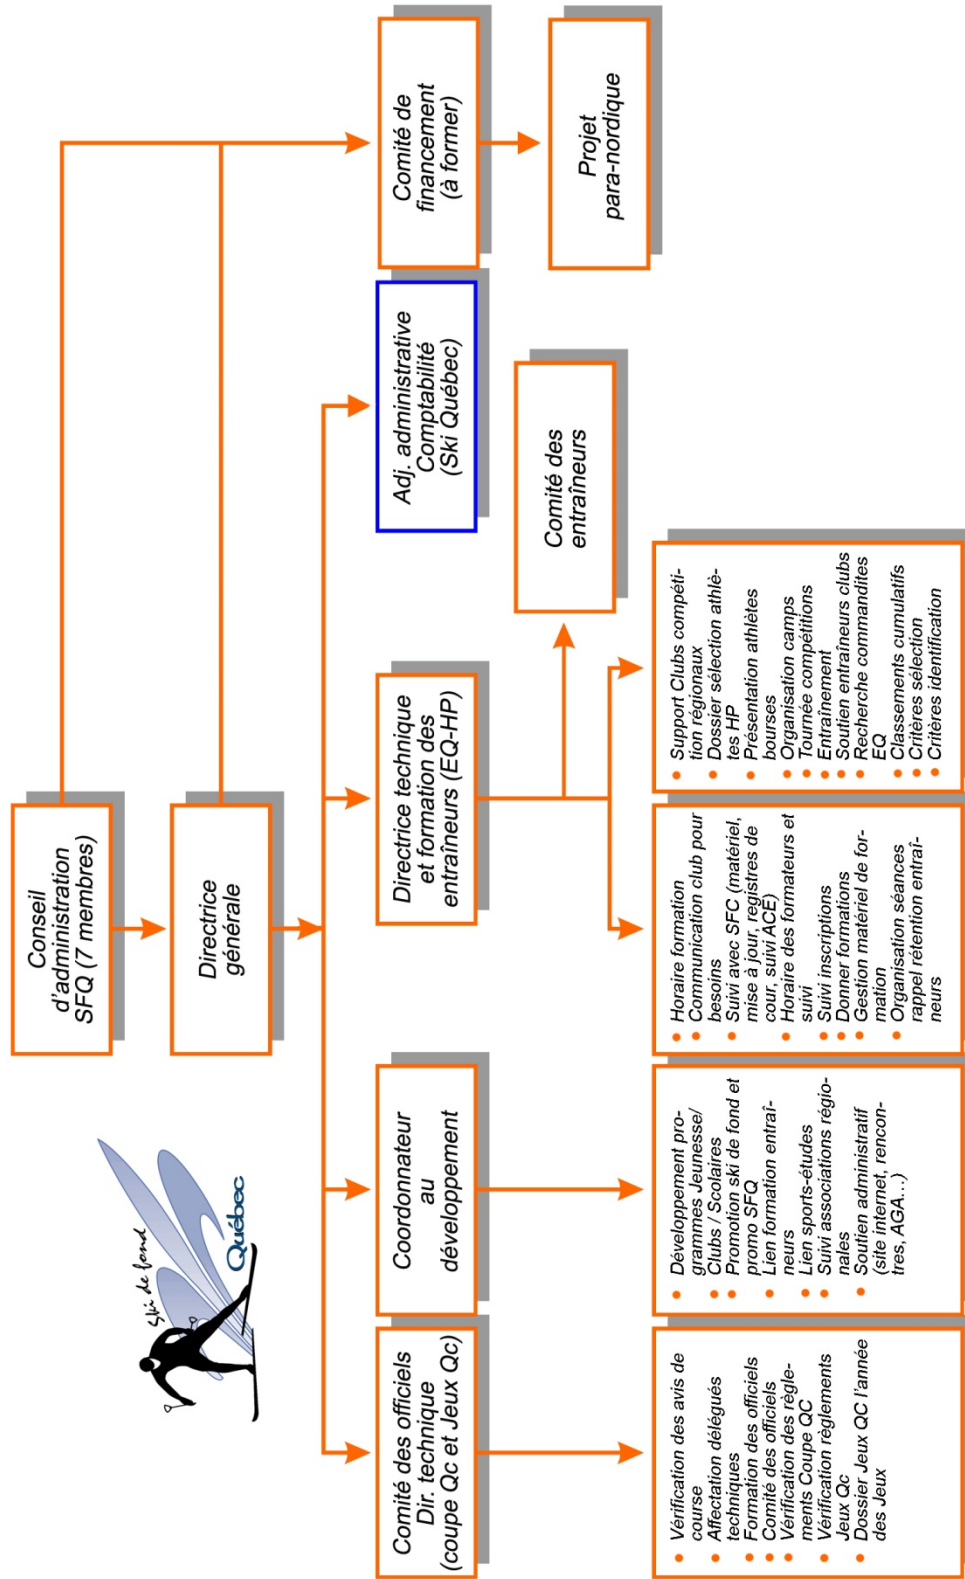 Ski de fond
Québec
Conseil
d'administration
SFQ (7 membres)
Directrice
générale
Comité des officiels
Dir. technique
(coupe Qc et Jeux Qc)
Coordonnateur
au
développement
Directrice technique
et formation des
entraîneurs (EQ-HP)
Adj. administrative
Comptabilité
(Ski Québec)
Comité de
financement
(à former)
Comité des
entraîneurs
Projet
para-nordique
• Vérification des avis de
course
• Affectation délégués
techniques
• Formation des officiels
• Comité des officiels
• Vérification des règle-
ments Coupe QC
• Vérification règlements
Jeux Qc
• Dossier Jeux QC l'année
des Jeux
• Développement pro-
grammes Jeunesse/
• Clubs / Scolaires
• Promotion ski de fond et
promo SFQ
• Lien formation entraî-
neurs
• Lien sports-études
• Suivi associations régio-
nales
• Soutien administratif
(site internet, rencon-
tres, AGA...)
• Horaire formation
• Communication club pour
besoins
• Suivi avec SFC (matériel,
mise à jour, registres de
cour, suivi ACE)
• Horaire des formateurs et
suivi
• Suivi inscriptions
• Donner formations
• Gestion matériel de for-
mation
• Organisation séances
rappel rétention entraî-
neurs
• Support Clubs compéti-
tion régionaux
• Dossier sélection athlè-
tes HP
• Présentation athlètes
bourses
• Organisation camps
• Tournée compétitions
• Entraînement
• Soutien entraîneurs clubs
• Recherche commandites
EQ
• Classements cumulatifs
• Critères sélection
• Critères identification